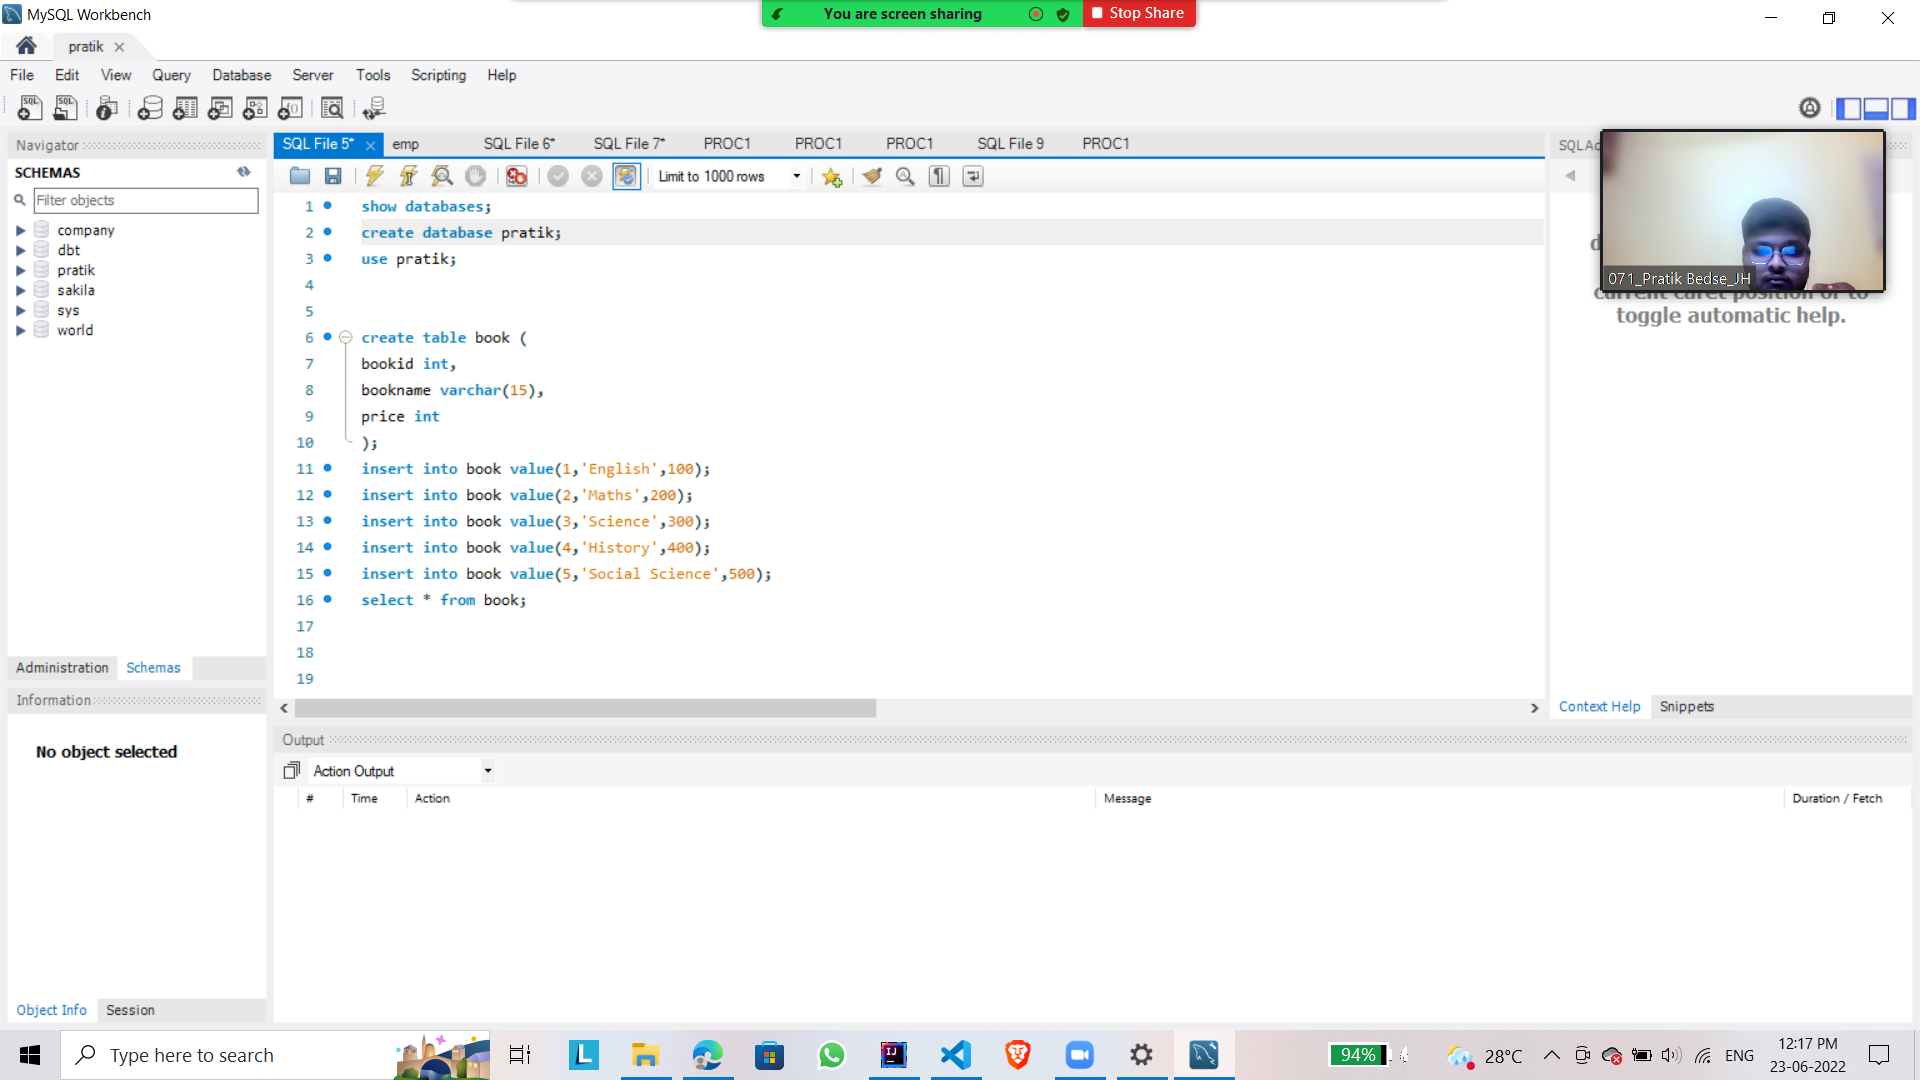 MySQL Workbench
You are screen sharing
Stop Share
pratik
File Edit View Query Database Server Tools Scripting Help
Navigator
SCHEMAS
Filter objects
company
dbt
pratik
sakila
sys
world
Administration Schemas
Information
No object selected
Object Info Session
SQL File 5* emp SQL File 6* SQL File 7* PROC1 PROC1 PROC1 SQL File 9 PROC1
Limit to 1000 rows
1 show databases;
2 create database pratik;
3 use pratik;
4
5
6 create table book (
7 bookid int,
8 bookname varchar(15),
9 price int
10 );
11 insert into book value(1,'English',100);
12 insert into book value(2,'Maths',200);
13 insert into book value(3,'Science',300);
14 insert into book value(4,'History',400);
15 insert into book value(5,'Social Science',500);
16 select * from book;
17
18
19
071_Pratik Bedse_JH
current caret position or to
toggle automatic help.
Context Help Snippets
Output
Action Output
# Time Action Message Duration / Fetch
Type here to search
94%
28°C
ENG
12:17 PM
23-06-2022